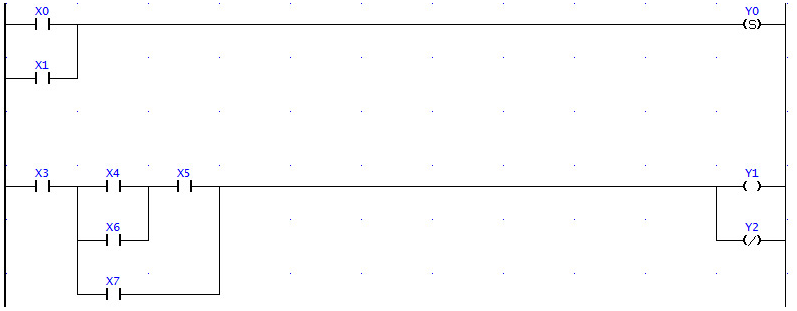 X0 Y0
(S)
X1
X3 X4 X5 Y1
X6 Y2
X7